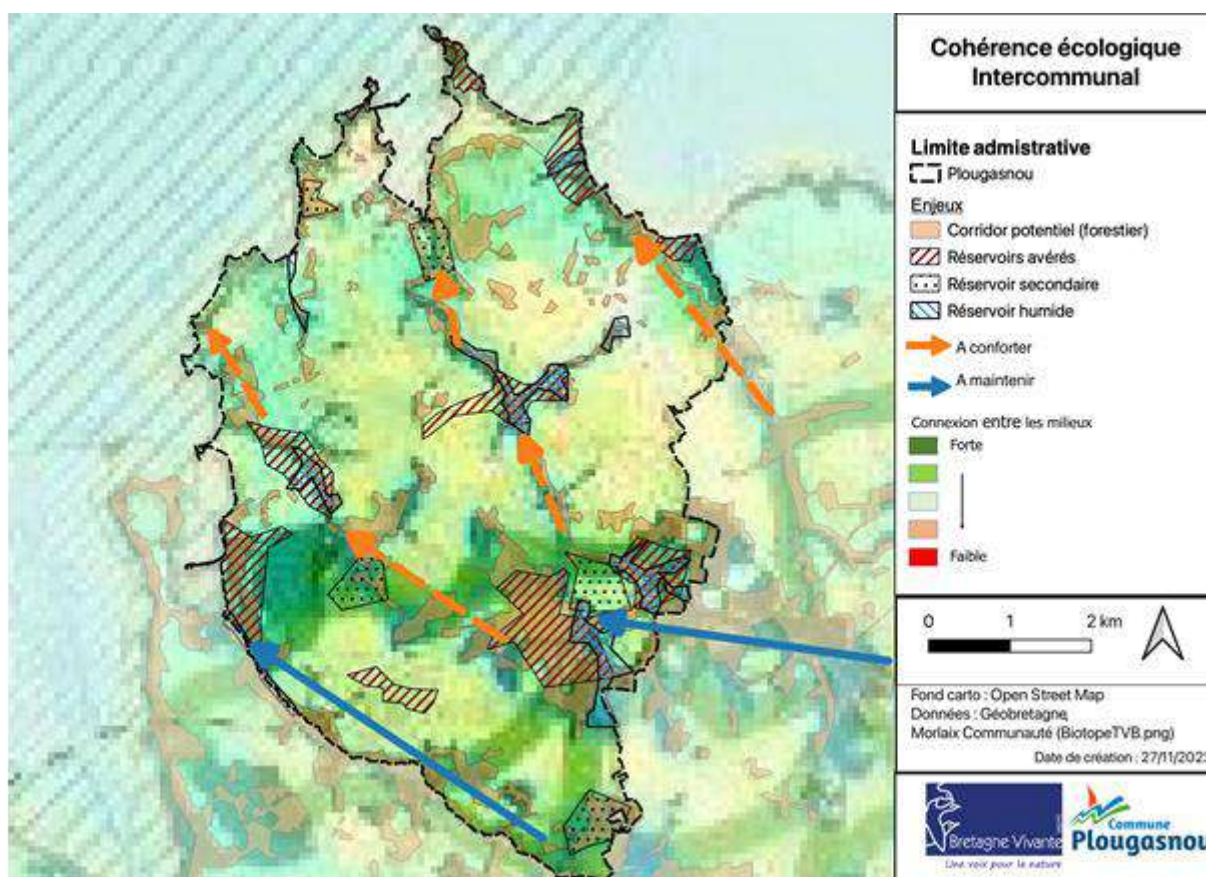 Cohérence écologique
Intercommunal
Limite admistrative
Plougasnou
Enjeux
Corridor potentiel (forestier)
Réservoirs avérés
Réservoir secondaire
Réservoir humide
A conforter
A maintenir
Connexion entre les milieux
Forte
Faible
0 1 2 km
Fond carto : Open Street Map
Données : Géobretagne,
Morlaix Communauté (BiotopeTVB.png)
Date de création : 27/11/2023
Bretagne Vivante
Une voix pour la nature
Commune
Plougasnou